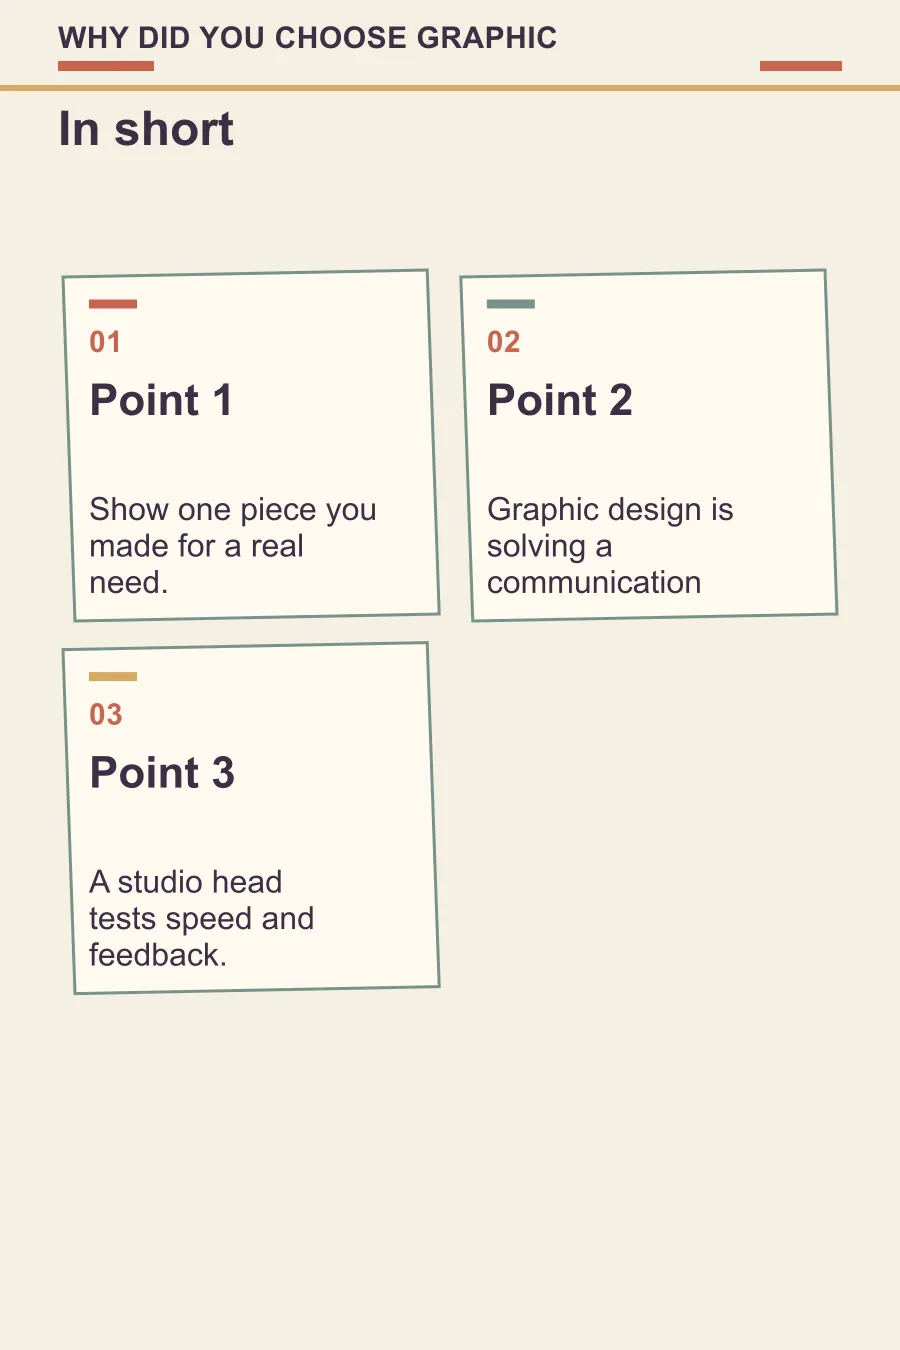 WHY DID YOU CHOOSE GRAPHIC
In short
01
Point 1
Show one piece you
made for a real
need.
02
Point 2
Graphic design is
solving a
communication
03
Point 3
A studio head
tests speed and
feedback.